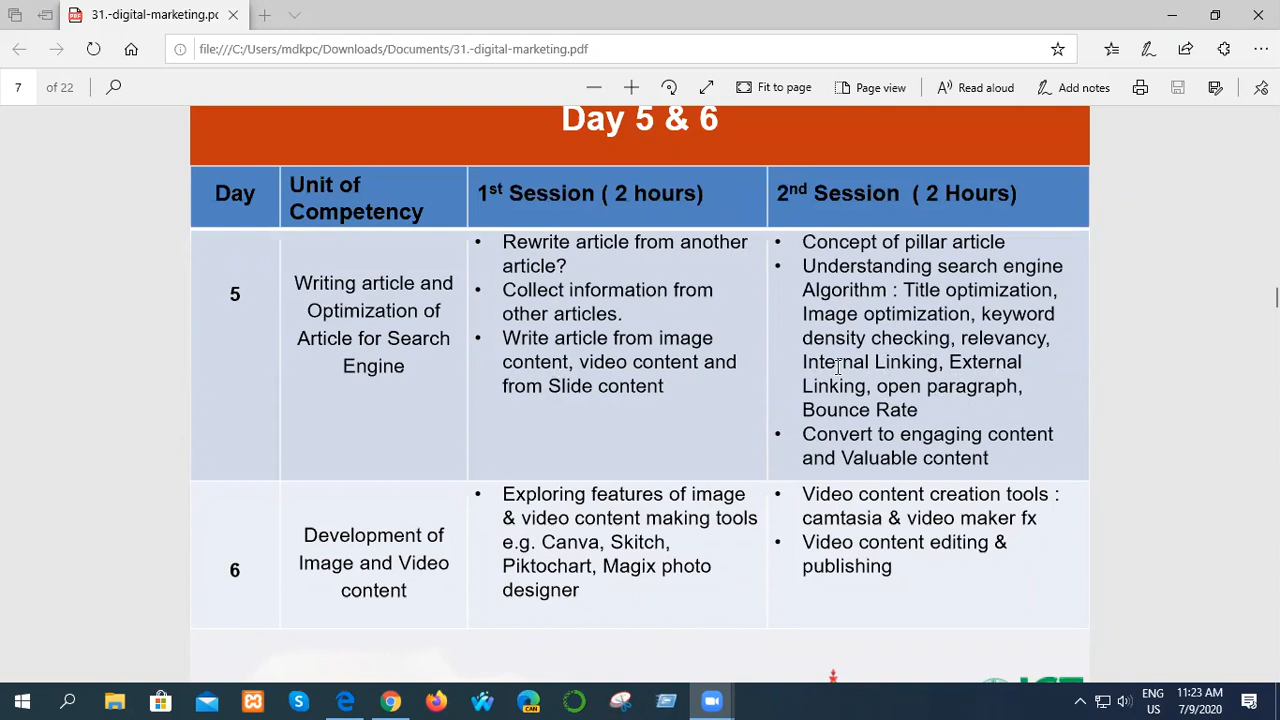 31.-digital-marketing.pc
file:///C:/Users/mdkpc/Downloads/Documents/31.-digital-marketing.pdf
7 of 22
Fit to page
Page view
Read aloud
Add notes
Day 5 & 6
Day
Unit of
Competency
1st Session ( 2 hours)
2nd Session ( 2 Hours)
5
Writing article and
Optimization of
Article for Search
Engine
• Rewrite article from another
article?
• Collect information from
other articles.
• Write article from image
content, video content and
from Slide content
• Concept of pillar article
• Understanding search engine
Algorithm : Title optimization,
Image optimization, keyword
density checking, relevancy,
Internal Linking, External
Linking, open paragraph,
Bounce Rate
• Convert to engaging content
and Valuable content
6
Development of
Image and Video
content
• Exploring features of image
& video content making tools
e.g. Canva, Skitch,
Piktochart, Magix photo
designer
• Video content creation tools :
camtasia & video maker fx
• Video content editing &
publishing
CAN
ENG
US
11:23 AM
7/9/2020